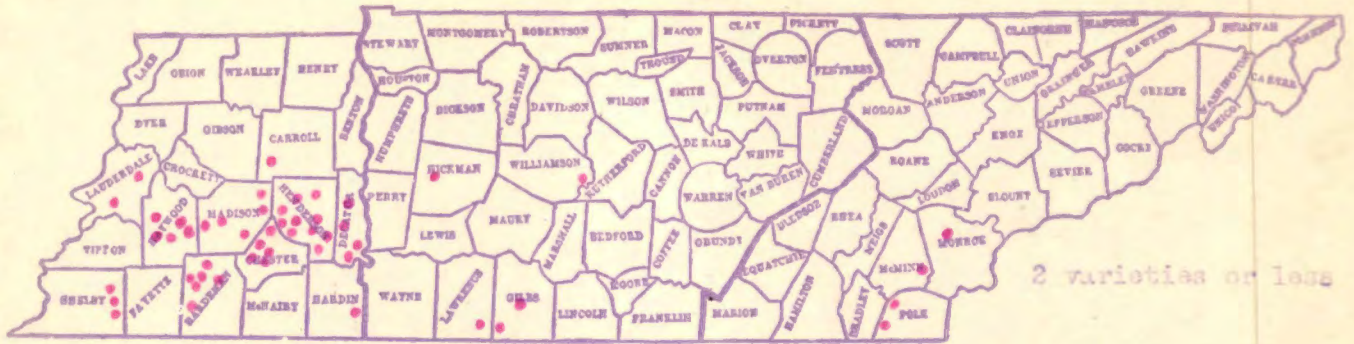 LAKE
OBION
WEAKLEY
HENRY
STEWART
MONTGOMERY
ROBERTSON
SUMNER
MACON
CLAY
PICKETT
SCOTT
CAMPBELL
CLAIBORNE
HANCOCK
HAWKINS
SULLIVAN
JOHNSON
DYER
GIBSON
CARROLL
BENTON
HOUSTON
HUMPHREYS
DICKSON
CHEATHAM
DAVIDSON
WILSON
TROUSD
SMITH
JACKSON
OVERTON
FENTRESS
PUTNAM
MORGAN
ANDERSON
UNION
GRAINGER
HAMBLEN
GREENE
WASHINGTON
UNICOI
CARTER
LAUDERDALE
CROCKETT
HAYWOOD
MADISON
HENDERSON
DECATUR
PERRY
HICKMAN
WILLIAMSON
RUTHERFORD
CANNON
DE KALB
WHITE
WARREN
VAN BUREN
CUMBERLAND
ROANE
LOUDON
KNOX
JEFFERSON
SEVIER
COCKE
BLOUNT
TIPTON
CHESTER
LEWIS
MAURY
MARSHALL
BEDFORD
COFFEE
GRUNDY
BLEDSOE
RHEA
MEIGS
McMINN
MONROE
SHELBY
FAYETTE
HARDEMAN
McNAIRY
HARDIN
WAYNE
LAWRENCE
GILES
LINCOLN
MOORE
FRANKLIN
MARION
SEQUATCHIE
HAMILTON
BRADLEY
POLK
2 varieties or less